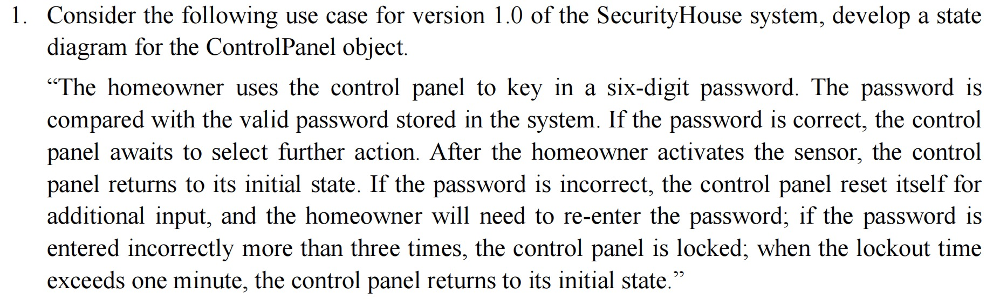 1. Consider the following use case for version 1.0 of the SecurityHouse system, develop a state
diagram for the ControlPanel object.
“The homeowner uses the control panel to key in a six-digit password. The password is
compared with the valid password stored in the system. If the password is correct, the control
panel awaits to select further action. After the homeowner activates the sensor, the control
panel returns to its initial state. If the password is incorrect, the control panel reset itself for
additional input, and the homeowner will need to re-enter the password; if the password is
entered incorrectly more than three times, the control panel is locked; when the lockout time
exceeds one minute, the control panel returns to its initial state.”